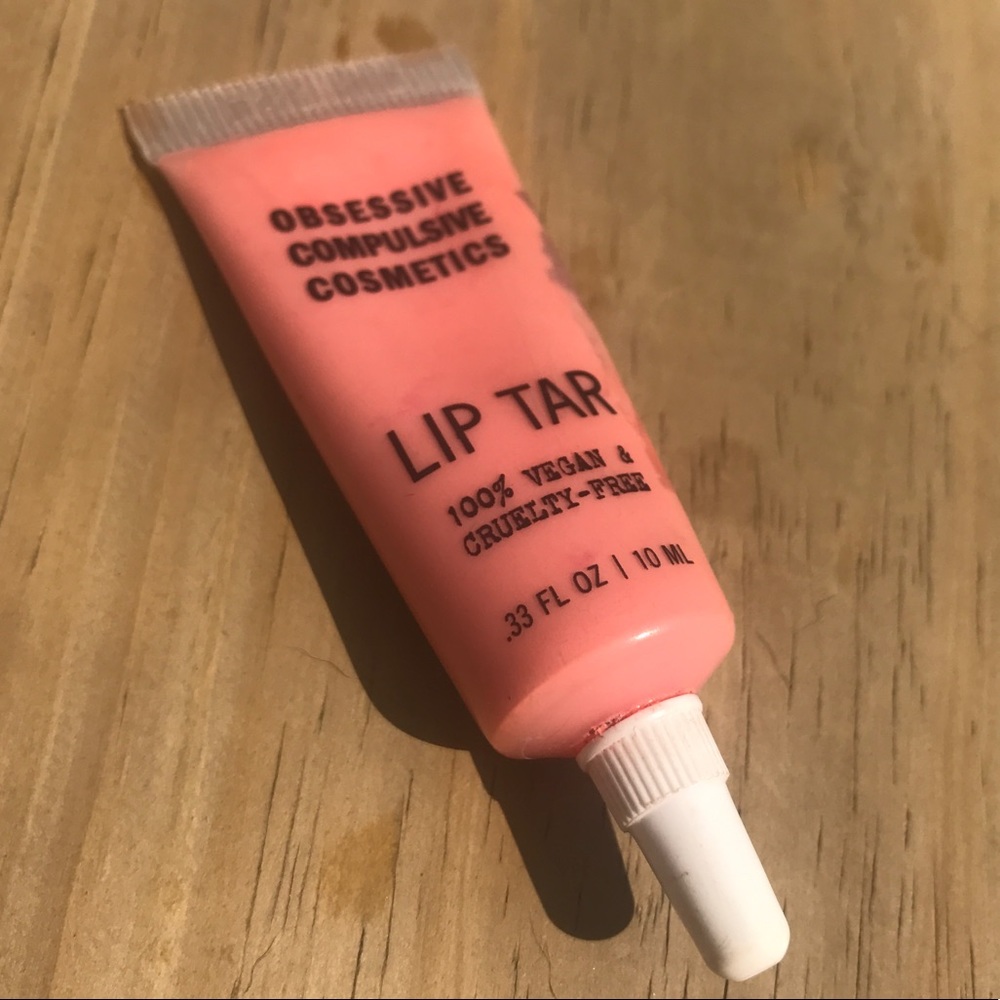 OBSESSIVE
COMPULSIVE
COSMETICS
LIP TAR
100% VEGAN &
CRUELTY-FREE
.33 FL OZ | 10 ML